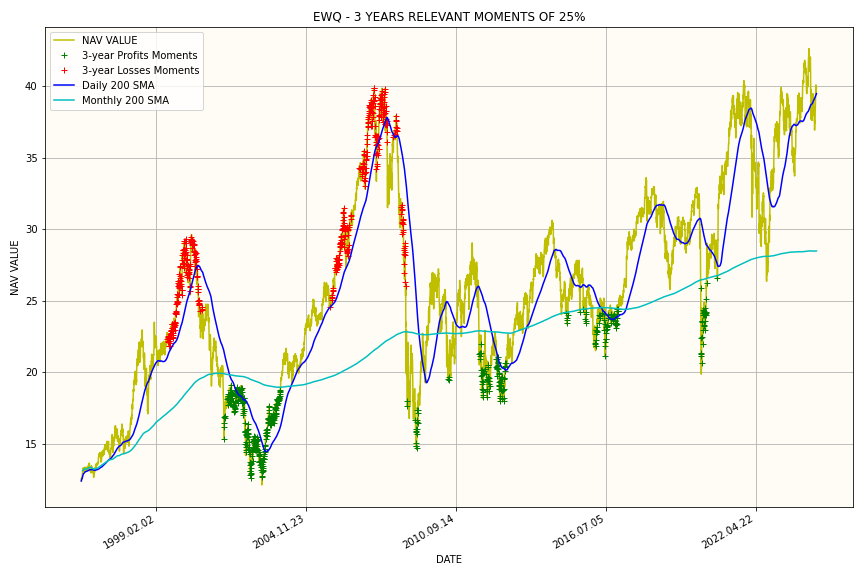 EWQ - 3 YEARS RELEVANT MOMENTS OF 25%
NAV VALUE
3-year Profits Moments
3-year Losses Moments
Daily 200 SMA
Monthly 200 SMA
NAV VALUE
40
35
30
25
20
15
1999.02.02
2004.11.23
2010.09.14
2016.07.05
2022.04.22
DATE